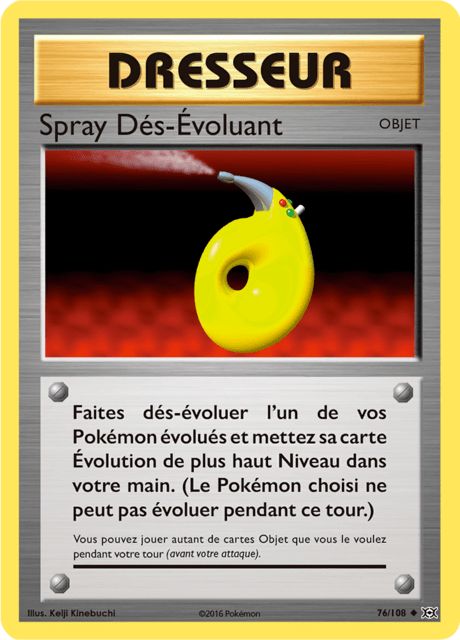 DRESSEUR
Spray Dés-Évoluant
OBJET
Faites dés-évoluer l'un de vos
Pokémon évolués et mettez sa carte
Évolution de plus haut Niveau dans
votre main. (Le Pokémon choisi ne
peut pas évoluer pendant ce tour.)
Vous pouvez jouer autant de cartes Objet que vous le voulez
pendant votre tour (avant votre attaque).
Illus. Keiji Kinebuchi
©2016 Pokémon
76/108